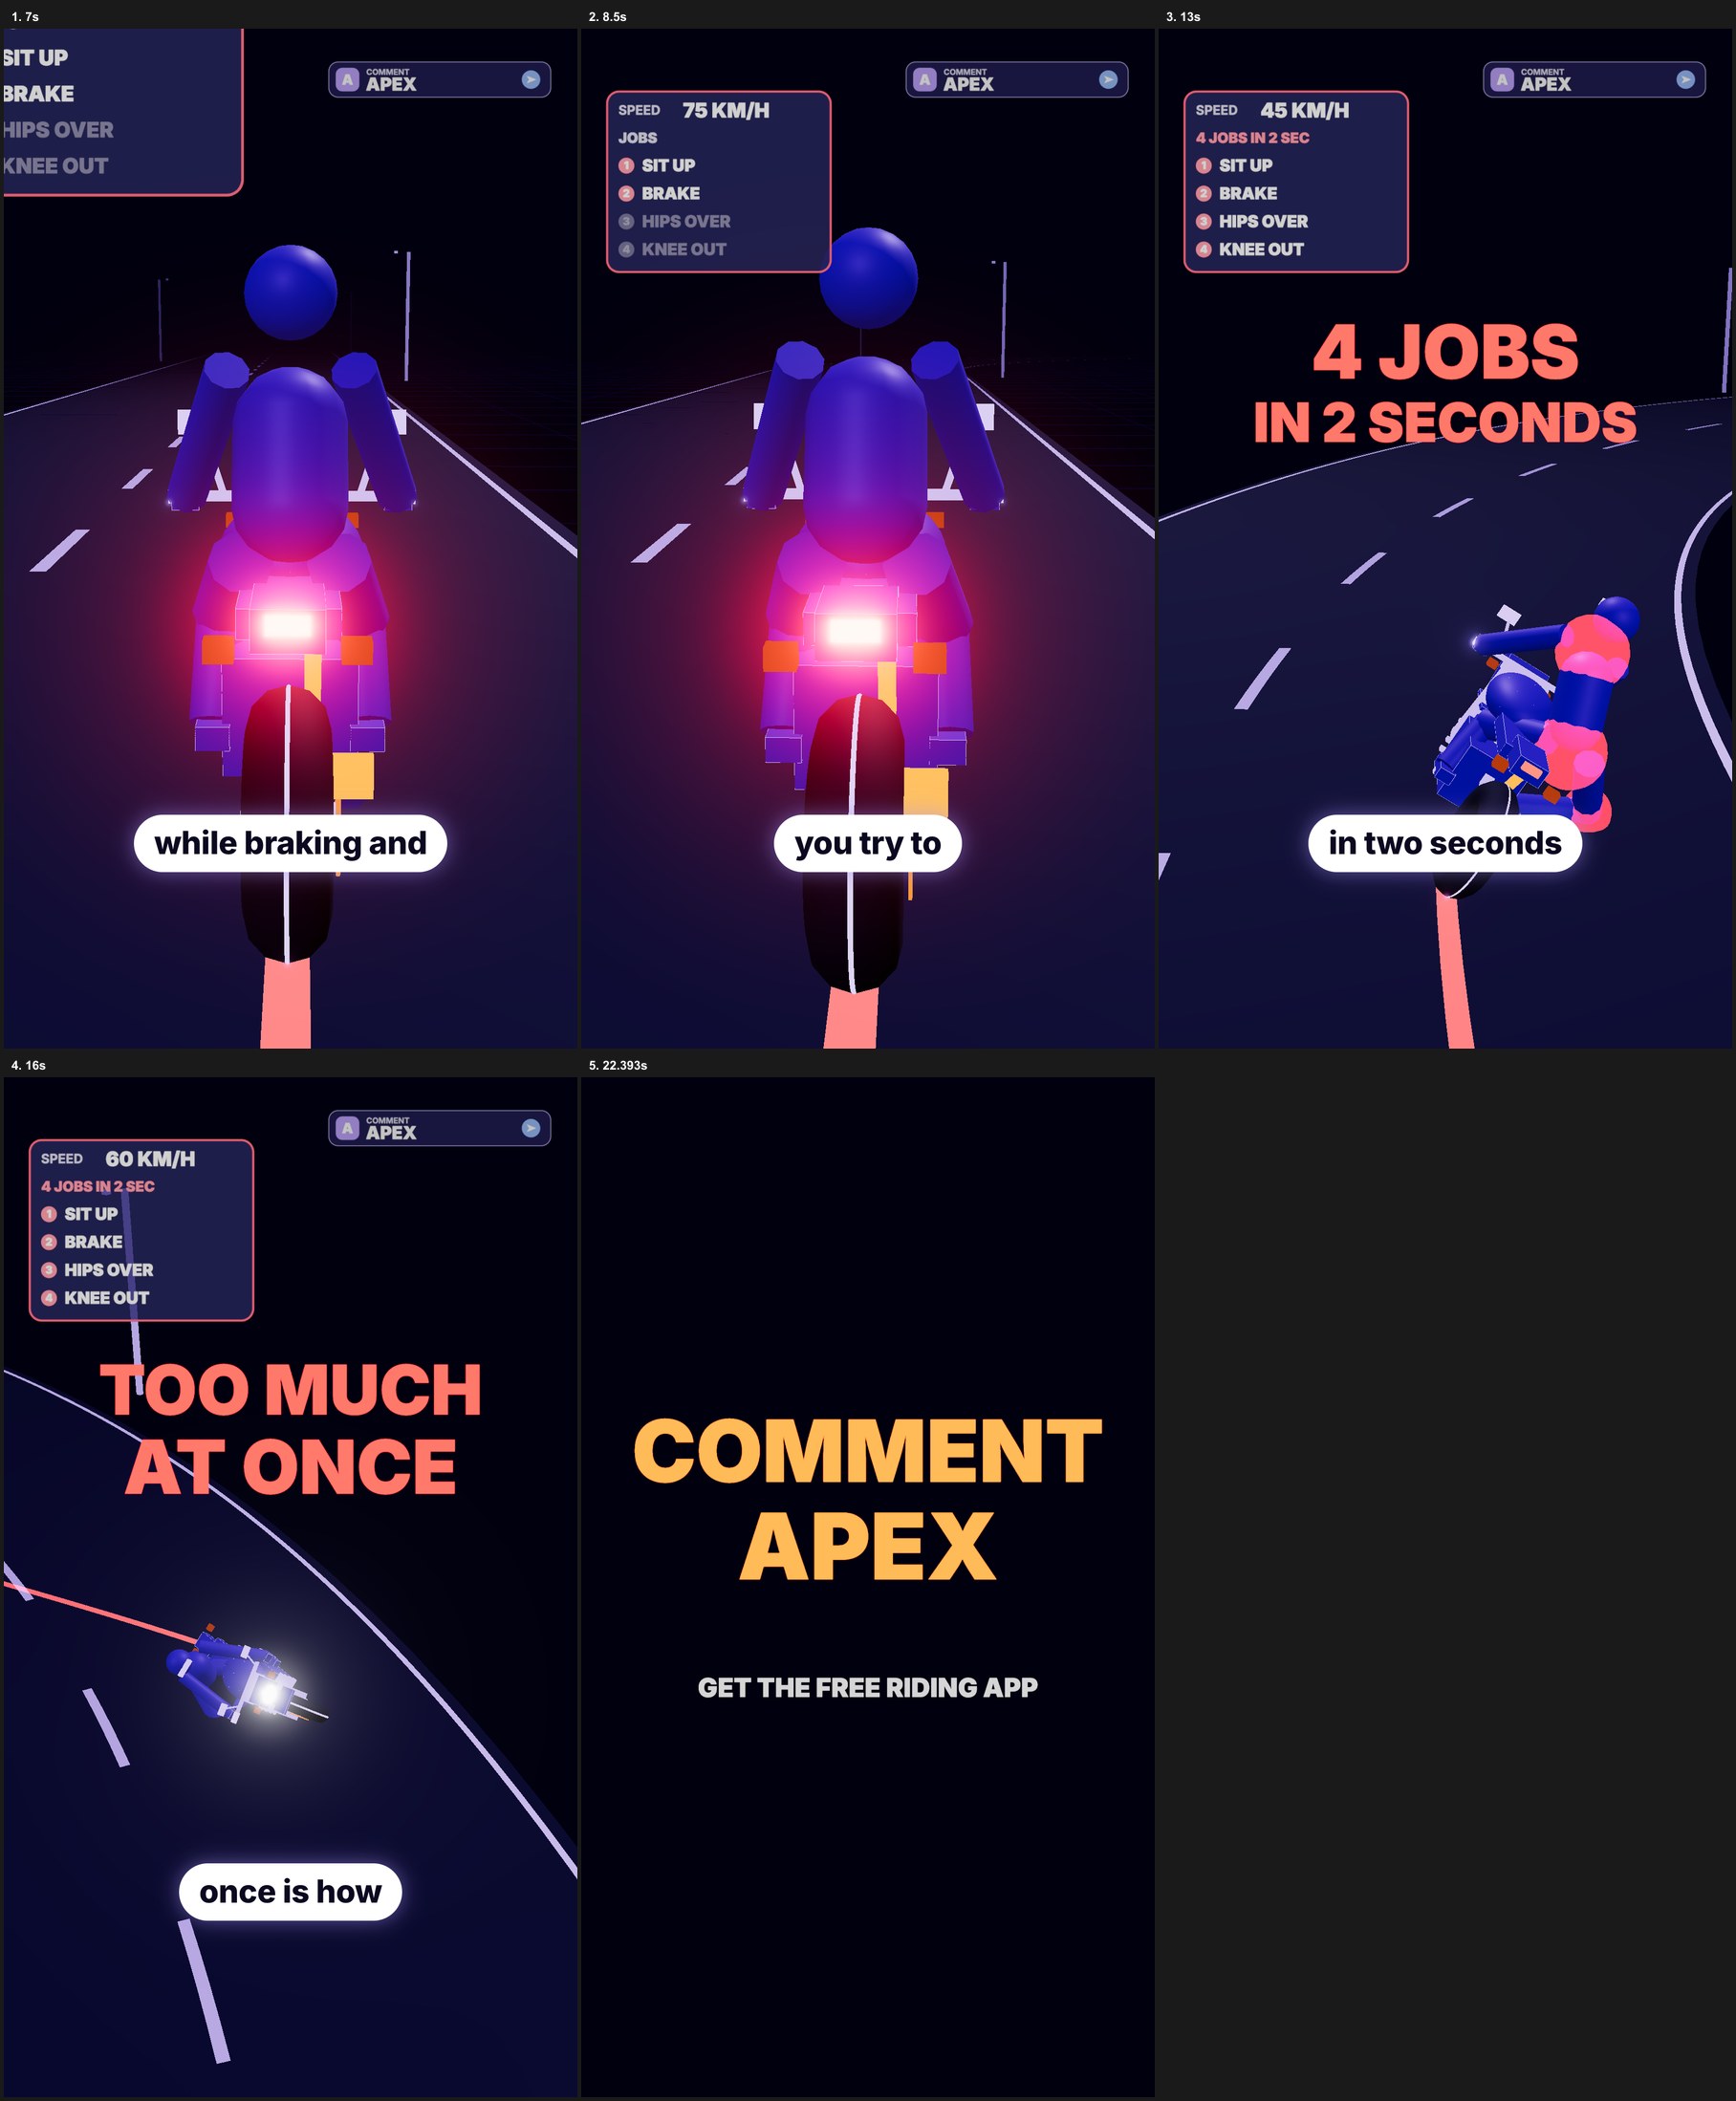 1. 7s
SIT UP
BRAKE
HIPS OVER
KNEE OUT
A
COMMENT
APEX
while braking and
2. 8.5s
A
COMMENT
APEX
SPEED 75 KM/H
JOBS
1 SIT UP
2 BRAKE
3 HIPS OVER
4 KNEE OUT
you try to
3. 13s
A
COMMENT
APEX
SPEED 45 KM/H
4 JOBS IN 2 SEC
1 SIT UP
2 BRAKE
3 HIPS OVER
4 KNEE OUT
4 JOBS
IN 2 SECONDS
in two seconds
4. 16s
A
COMMENT
APEX
SPEED 60 KM/H
4 JOBS IN 2 SEC
1 SIT UP
2 BRAKE
3 HIPS OVER
4 KNEE OUT
TOO MUCH
AT ONCE
once is how
5. 22.393s
COMMENT
APEX
GET THE FREE RIDING APP